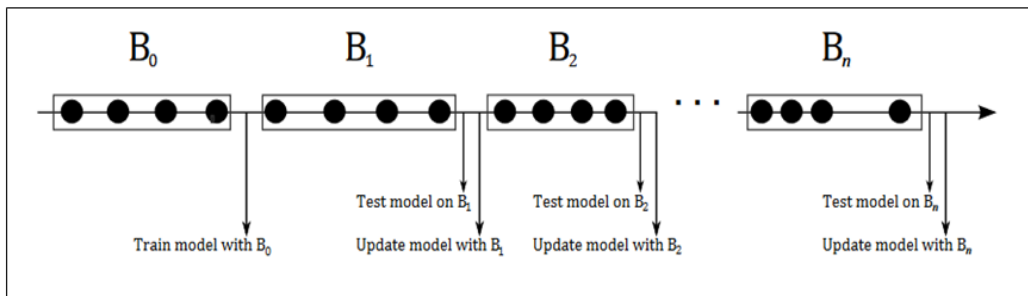 B₀ B₁ B₂ Bₙ
. . .
Test model on B₁ Test model on B₂ Test model on Bₙ
Train model with B₀ Update model with B₁ Update model with B₂ Update model with Bₙ